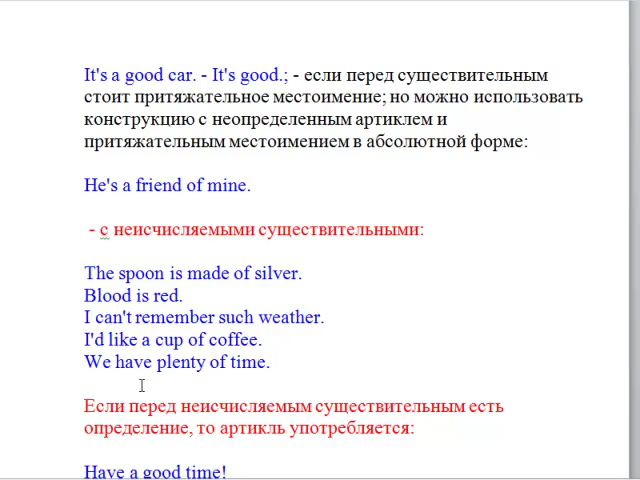 It's a good car. - It's good.; - если перед существительным
стоит притяжательное местоимение; но можно использовать
конструкцию с неопределенным артиклем и
притяжательным местоимением в абсолютной форме:
He's a friend of mine.
- с неисчисляемыми существительными:
The spoon is made of silver.
Blood is red.
I can't remember such weather.
I'd like a cup of coffee.
We have plenty of time.
Если перед неисчисляемым существительным есть
определение, то артикль употребляется:
Have a good time!